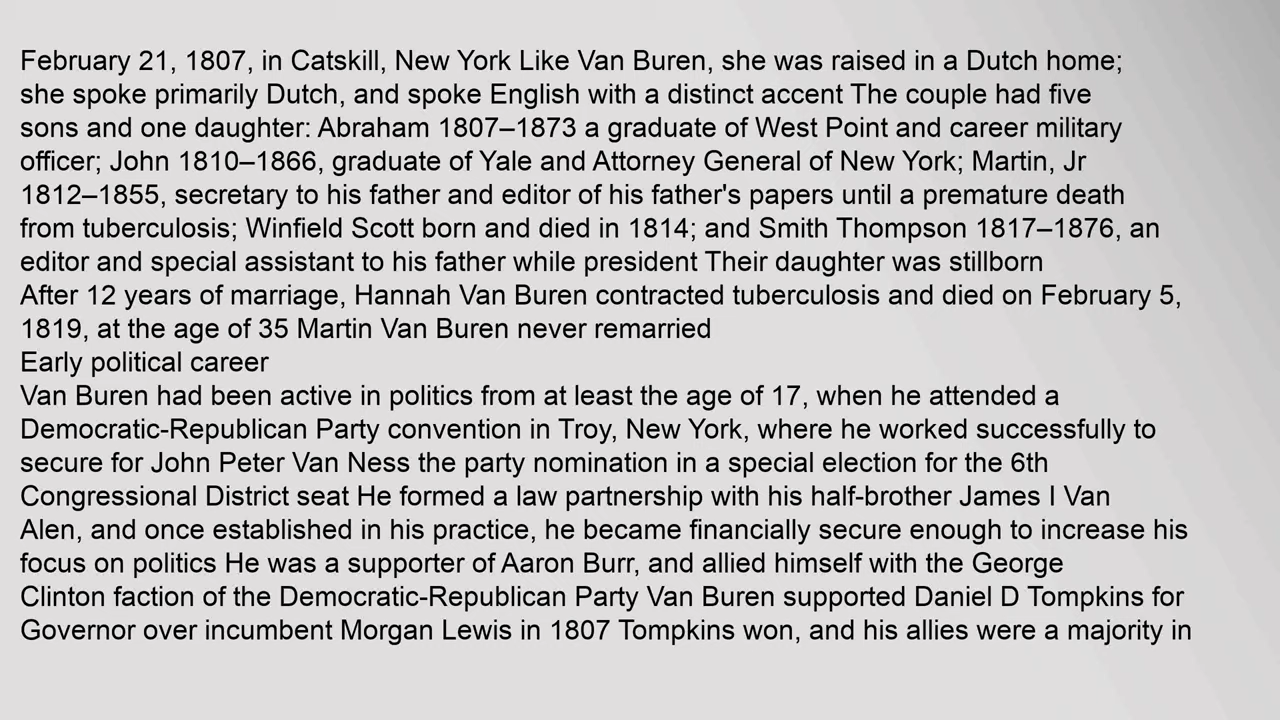 February 21, 1807, in Catskill, New York Like Van Buren, she was raised in a Dutch home;
she spoke primarily Dutch, and spoke English with a distinct accent The couple had five
sons and one daughter: Abraham 1807–1873 a graduate of West Point and career military
officer; John 1810–1866, graduate of Yale and Attorney General of New York; Martin, Jr
1812–1855, secretary to his father and editor of his father's papers until a premature death
from tuberculosis; Winfield Scott born and died in 1814; and Smith Thompson 1817–1876, an
editor and special assistant to his father while president Their daughter was stillborn
After 12 years of marriage, Hannah Van Buren contracted tuberculosis and died on February 5,
1819, at the age of 35 Martin Van Buren never remarried
Early political career
Van Buren had been active in politics from at least the age of 17, when he attended a
Democratic-Republican Party convention in Troy, New York, where he worked successfully to
secure for John Peter Van Ness the party nomination in a special election for the 6th
Congressional District seat He formed a law partnership with his half-brother James I Van
Alen, and once established in his practice, he became financially secure enough to increase his
focus on politics He was a supporter of Aaron Burr, and allied himself with the George
Clinton faction of the Democratic-Republican Party Van Buren supported Daniel D Tompkins for
Governor over incumbent Morgan Lewis in 1807 Tompkins won, and his allies were a majority in